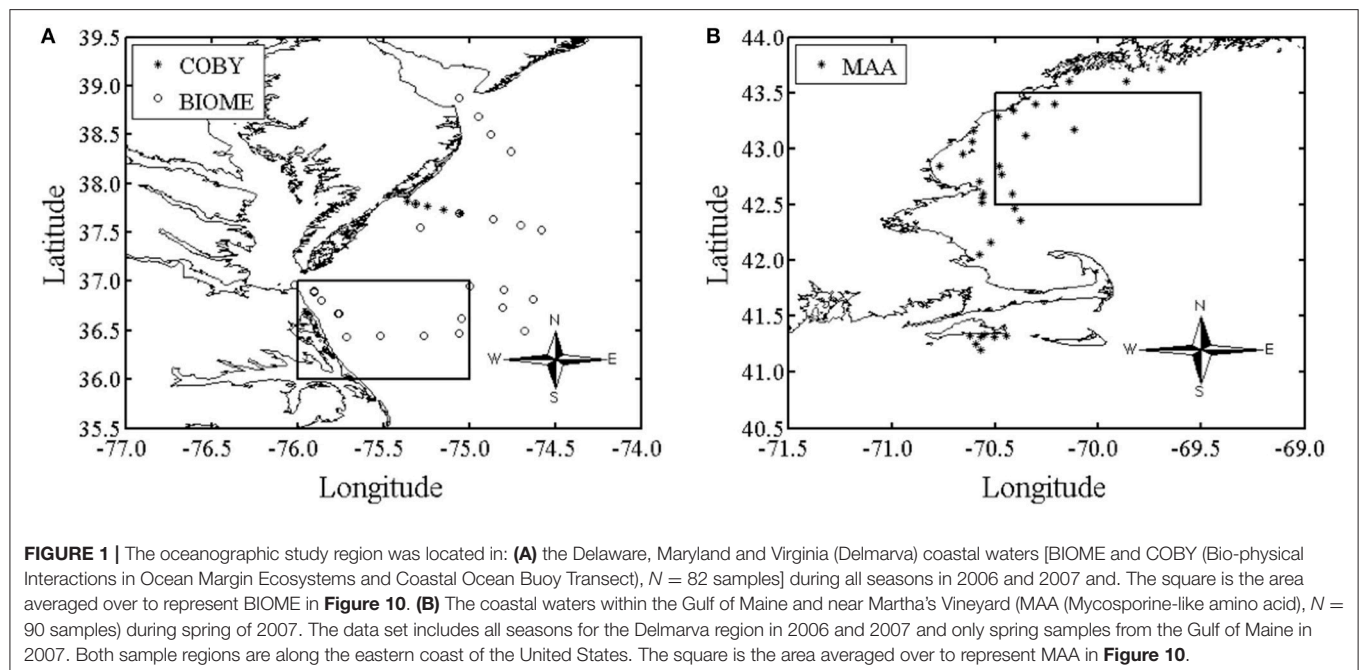 A
39.5
39.0
38.5
38.0
37.5
37.0
36.5
36.0
35.5
Latitude
COBY
BIOME
N
W
E
S
-77.0 -76.5 -76.0 -75.5 -75.0 -74.5 -74.0
Longitude
B
44.0
43.5
43.0
42.5
42.0
41.5
41.0
40.5
Latitude
MAA
N
W
E
S
-71.5 -71.0 -70.5 -70.0 -69.5 -69.0
Longitude
FIGURE 1 | The oceanographic study region was located in: (A) the Delaware, Maryland and Virginia (Delmarva) coastal waters [BIOME and COBY (Bio-physical
Interactions in Ocean Margin Ecosystems and Coastal Ocean Buoy Transect), N = 82 samples] during all seasons in 2006 and 2007 and. The square is the area
averaged over to represent BIOME in Figure 10. (B) The coastal waters within the Gulf of Maine and near Martha's Vineyard (MAA (Mycosporine-like amino acid), N =
90 samples) during spring of 2007. The data set includes all seasons for the Delmarva region in 2006 and 2007 and only spring samples from the Gulf of Maine in
2007. Both sample regions are along the eastern coast of the United States. The square is the area averaged over to represent MAA in Figure 10.